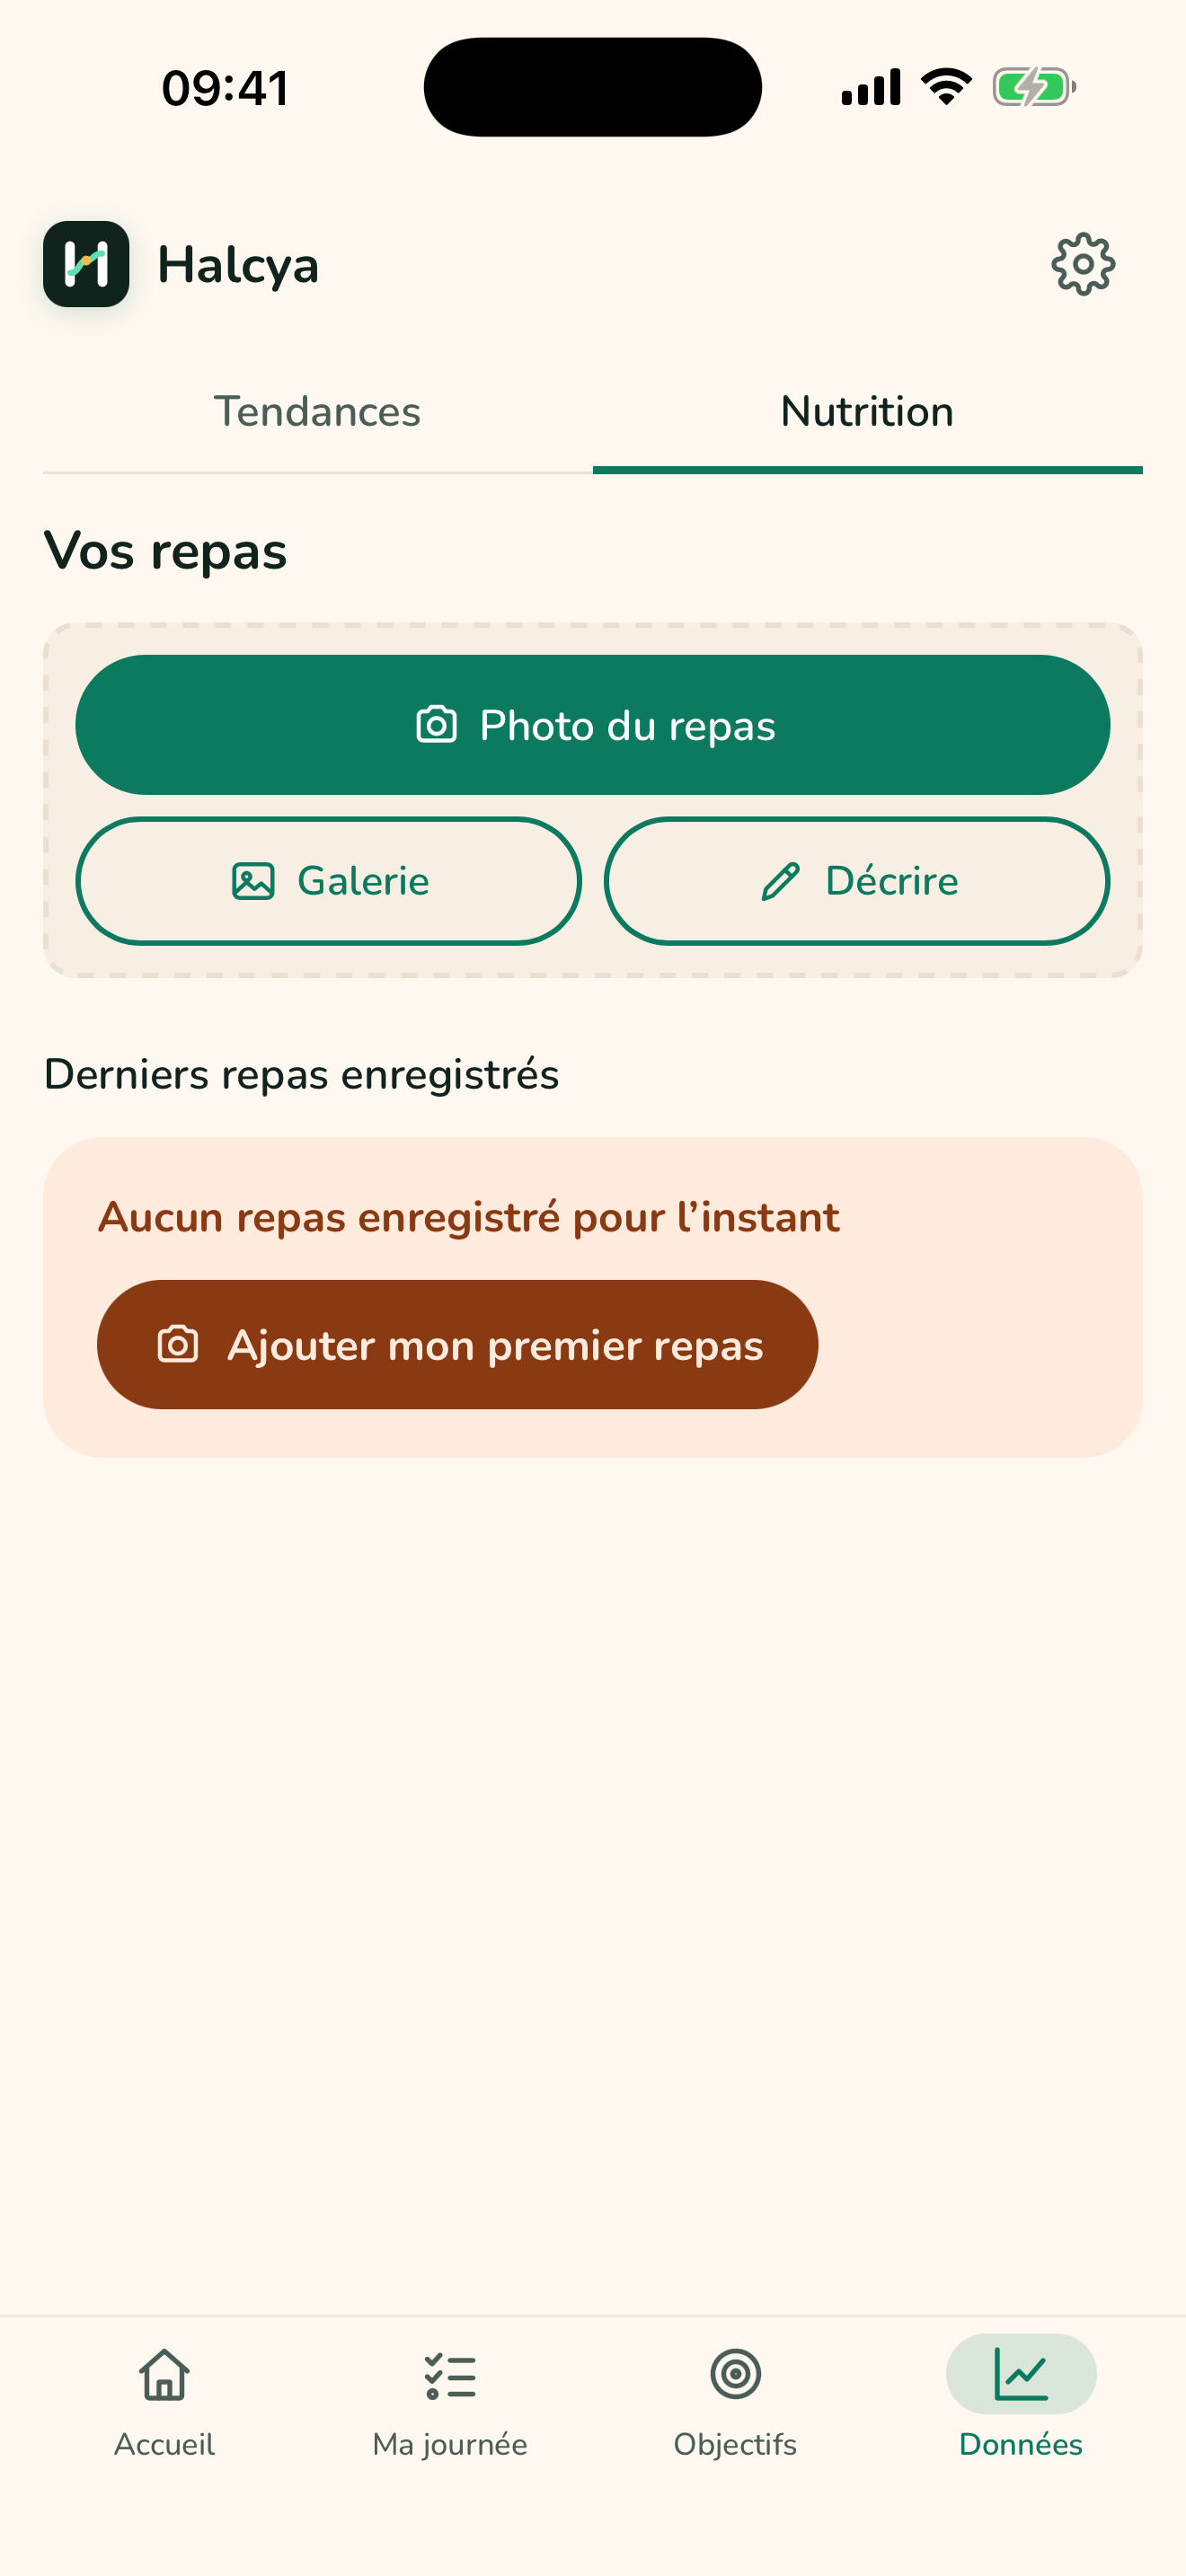 09:41
Halcya
Tendances
Nutrition
Vos repas
Photo du repas
Galerie
Décrire
Derniers repas enregistrés
Aucun repas enregistré pour l’instant
Ajouter mon premier repas
Accueil
Ma journée
Objectifs
Données